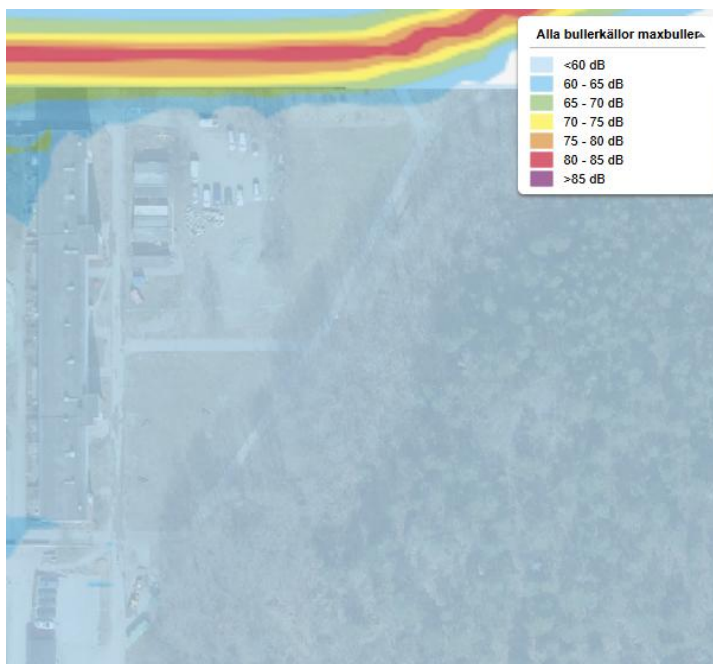 Alla bullerkällor maxbuller
<60 dB
60 - 65 dB
65 - 70 dB
70 - 75 dB
75 - 80 dB
80 - 85 dB
>85 dB